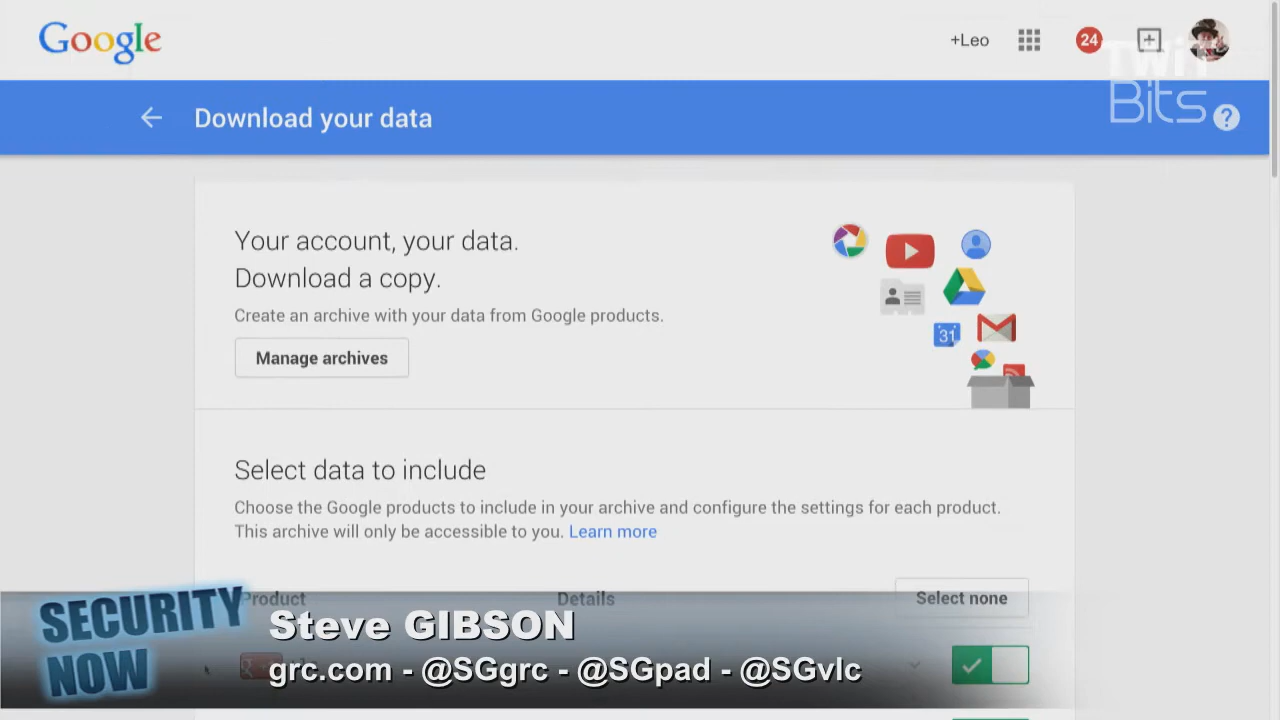 Google
+Leo
24
TWiT
Bits
?
Download your data
Your account, your data.
Download a copy.
Create an archive with your data from Google products.
Manage archives
31
Select data to include
Choose the Google products to include in your archive and configure the settings for each product.
This archive will only be accessible to you. Learn more
Product Details Select none
SECURITY
NOW
Steve GIBSON
grc.com - @SGgrc - @SGpad - @SGvlc